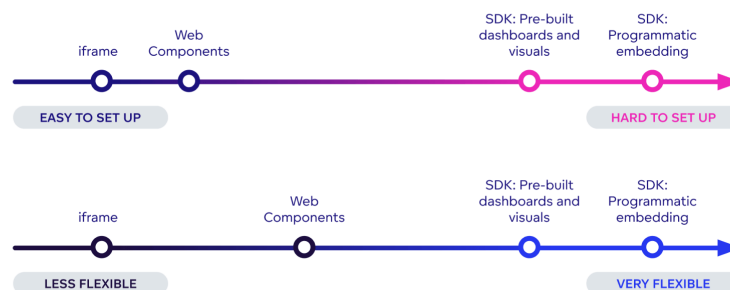 SDK: Pre-built
dashboards and
visuals
SDK:
Programmatic
embedding
Web
Components
iframe
EASY TO SET UP
HARD TO SET UP
SDK: Pre-built
dashboards and
visuals
SDK:
Programmatic
embedding
Web
Components
iframe
LESS FLEXIBLE
VERY FLEXIBLE